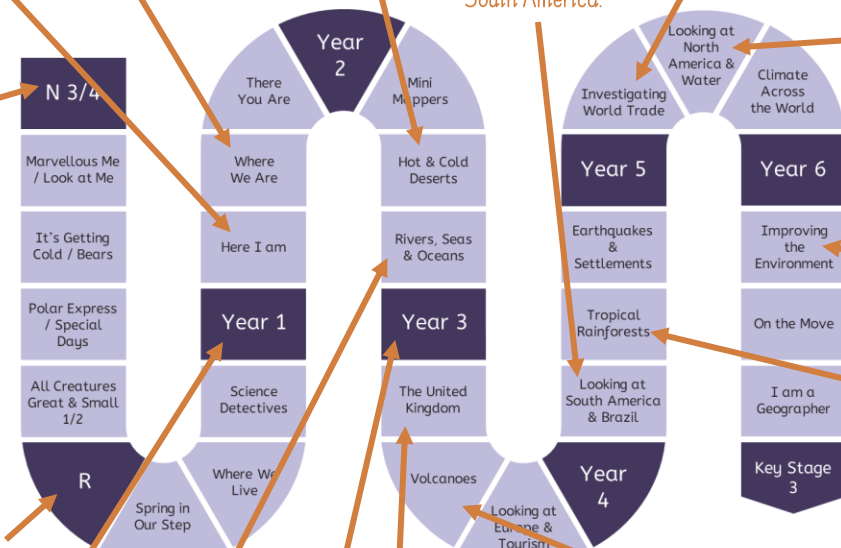 South America.
N 3/4
Marvellous Me
/ Look at Me
It's Getting
Cold / Bears
Polar Express
/ Special
Days
All Creatures
Great & Small
1/2
R
Spring in
Our Step
Where We
Live
Science
Detectives
Year 1
Here I am
Where
We Are
There
You Are
Year
2
Mini
Mappers
Hot & Cold
Deserts
Rivers, Seas
& Oceans
Year 3
The United
Kingdom
Volcanoes
Looking at
Europe &
Tourism
Year
4
Looking at
South America
& Brazil
Tropical
Rainforests
Earthquakes
&
Settlements
Year 5
Investigating
World Trade
Looking at
North
America &
Water
Climate
Across
the World
Year 6
Improving
the
Environment
On the Move
I am a
Geographer
Key Stage
3